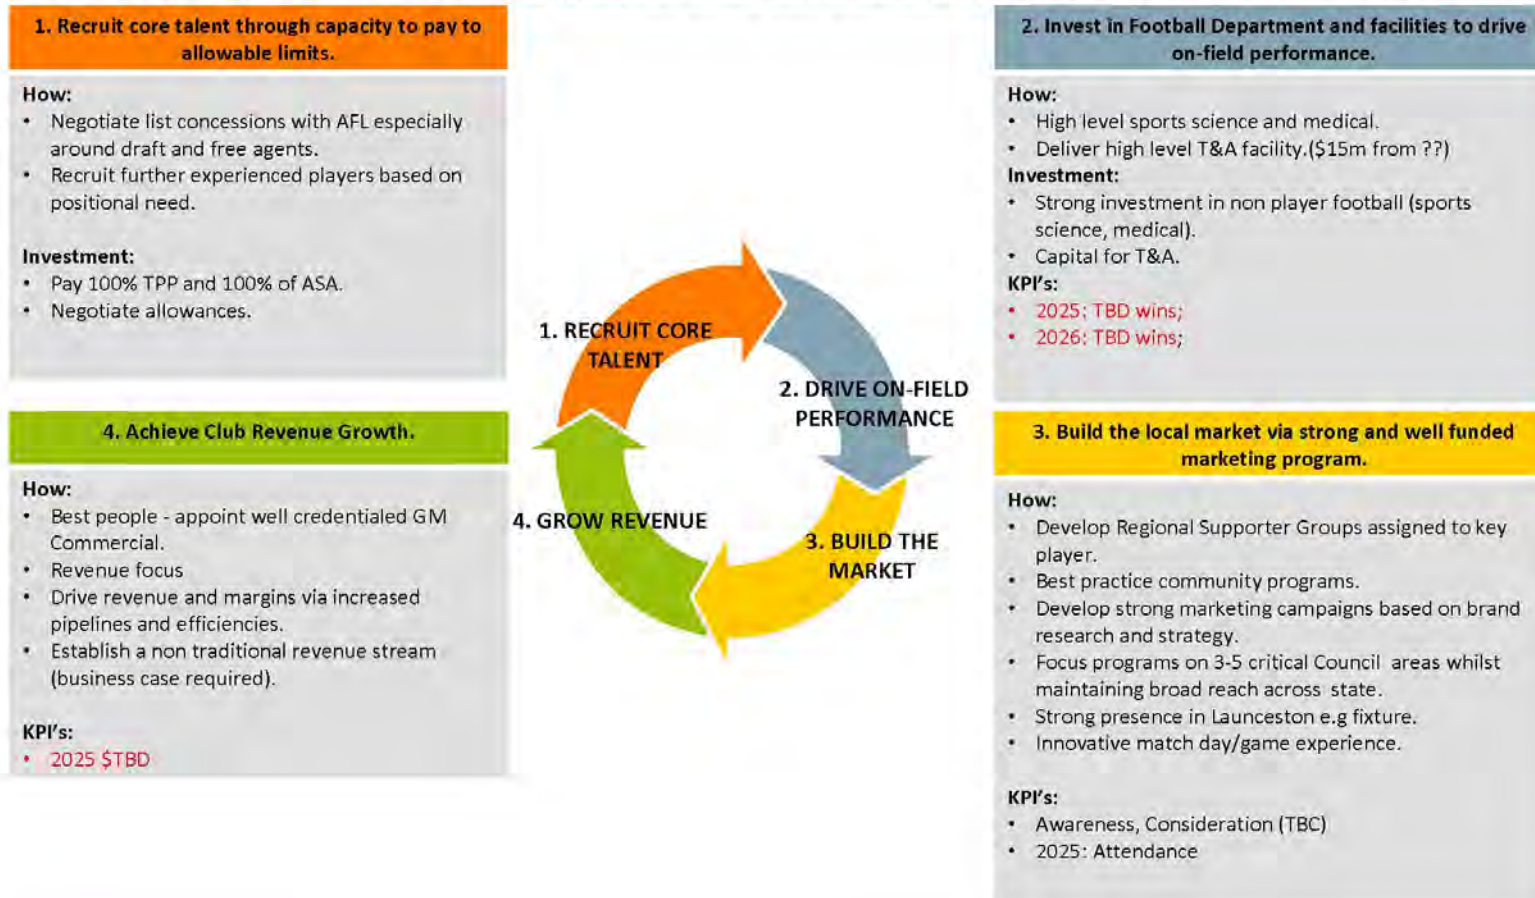 1. Recruit core talent through capacity to pay to
allowable limits.
How:
• Negotiate list concessions with AFL especially
around draft and free agents.
• Recruit further experienced players based on
positional need.
Investment:
• Pay 100% TPP and 100% of ASA.
• Negotiate allowances.
2. Invest in Football Department and facilities to drive
on-field performance.
How:
• High level sports science and medical.
• Deliver high level T&A facility.($15m from ??)
Investment:
• Strong investment in non player football (sports
science, medical).
• Capital for T&A.
KPI's:
• 2025: TBD wins;
• 2026: TBD wins;
1. RECRUIT CORE
TALENT
2. DRIVE ON-FIELD
PERFORMANCE
3. BUILD THE
MARKET
4. GROW REVENUE
4. Achieve Club Revenue Growth.
How:
• Best people - appoint well credentialed GM
Commercial.
• Revenue focus
• Drive revenue and margins via increased
pipelines and efficiencies.
• Establish a non traditional revenue stream
(business case required).
KPI's:
• 2025 $TBD
3. Build the local market via strong and well funded
marketing program.
How:
• Develop Regional Supporter Groups assigned to key
player.
• Best practice community programs.
• Develop strong marketing campaigns based on brand
research and strategy.
• Focus programs on 3-5 critical Council areas whilst
maintaining broad reach across state.
• Strong presence in Launceston e.g fixture.
• Innovative match day/game experience.
KPI's:
• Awareness, Consideration (TBC)
• 2025: Attendance